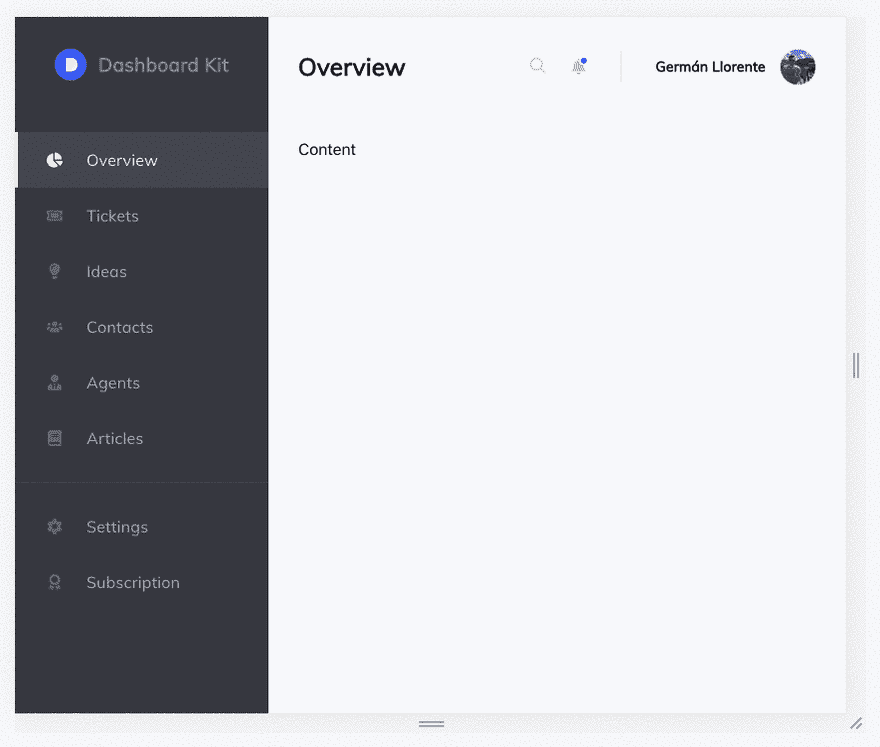 Dashboard Kit
Overview
Tickets
Ideas
Contacts
Agents
Articles
Settings
Subscription
Overview
Germán Llorente
Content